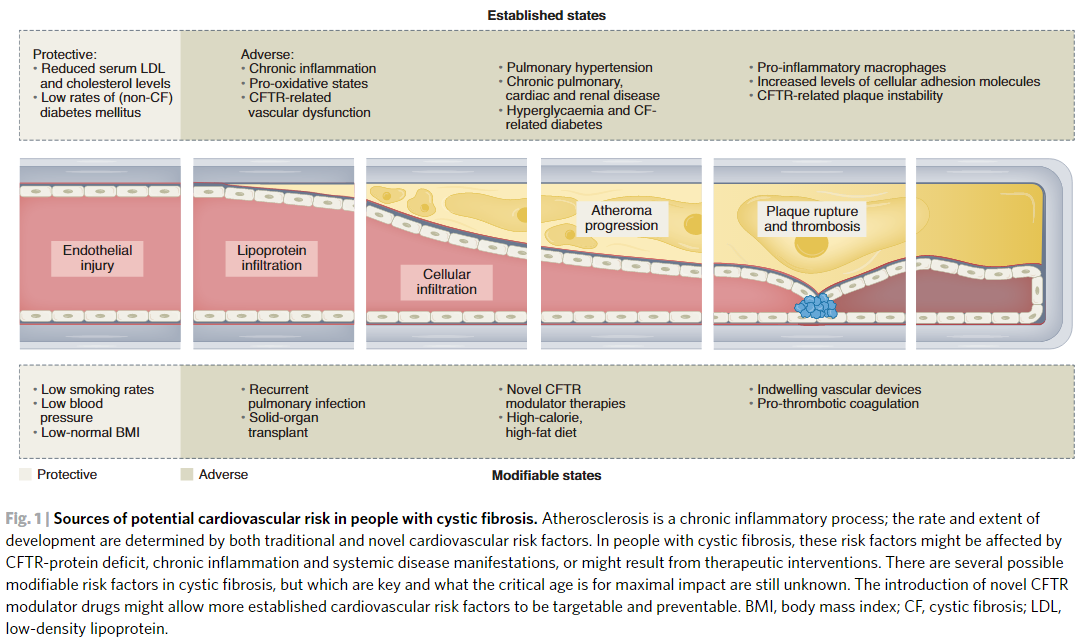 Established states
Protective:
• Reduced serum LDL
and cholesterol levels
• Low rates of (non-CF)
diabetes mellitus
Adverse:
• Chronic inflammation
• Pro-oxidative states
• CFTR-related
vascular dysfunction
• Pulmonary hypertension
• Chronic pulmonary,
cardiac and renal disease
• Hyperglycaemia and CF-
related diabetes
• Pro-inflammatory macrophages
• Increased levels of cellular adhesion molecules
• CFTR-related plaque instability
Endothelial
injury
Lipoprotein
infiltration
Cellular
infiltration
Atheroma
progression
Plaque rupture
and thrombosis
• Low smoking rates
• Low blood
pressure
• Low-normal BMI
• Recurrent
pulmonary infection
• Solid-organ
transplant
• Novel CFTR
modulator therapies
• High-calorie,
high-fat diet
• Indwelling vascular devices
• Pro-thrombotic coagulation
Protective
Adverse
Modifiable states
Fig. 1 | Sources of potential cardiovascular risk in people with cystic fibrosis. Atherosclerosis is a chronic inflammatory process; the rate and extent of
development are determined by both traditional and novel cardiovascular risk factors. In people with cystic fibrosis, these risk factors might be affected by
CFTR-protein deficit, chronic inflammation and systemic disease manifestations, or might result from therapeutic interventions. There are several possible
modifiable risk factors in cystic fibrosis, but which are key and what the critical age is for maximal impact are still unknown. The introduction of novel CFTR
modulator drugs might allow more established cardiovascular risk factors to be targetable and preventable. BMI, body mass index; CF, cystic fibrosis; LDL,
low-density lipoprotein.